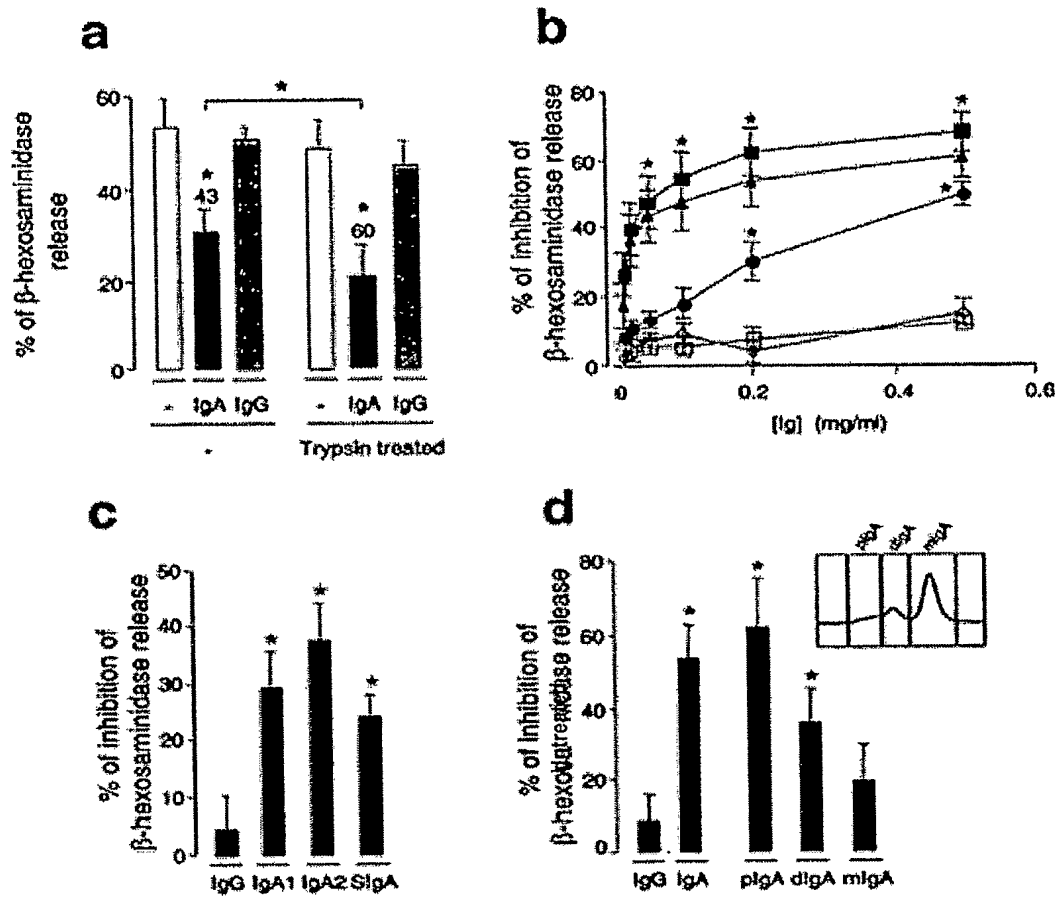 a
% of β-hexosaminidase
release
60
40
20
0
*
*
43
*
60
* IgA IgG
* IgA IgG
Trypsin treated
b
% of inhibition of
β-hexosaminidase release
80
60
40
20
0
* * * * * *
0 0.2 0.4 0.6
[Ig] (mg/ml)
c
% of inhibition of
β-hexosaminidase release
50
40
30
20
10
0
* * *
IgG IgA1 IgA2 SIgA
d
% of inhibition of
80
60
40
20
0
* * *
pIgA dIgA mIgA
IgG IgA pIgA dIgA mIgA